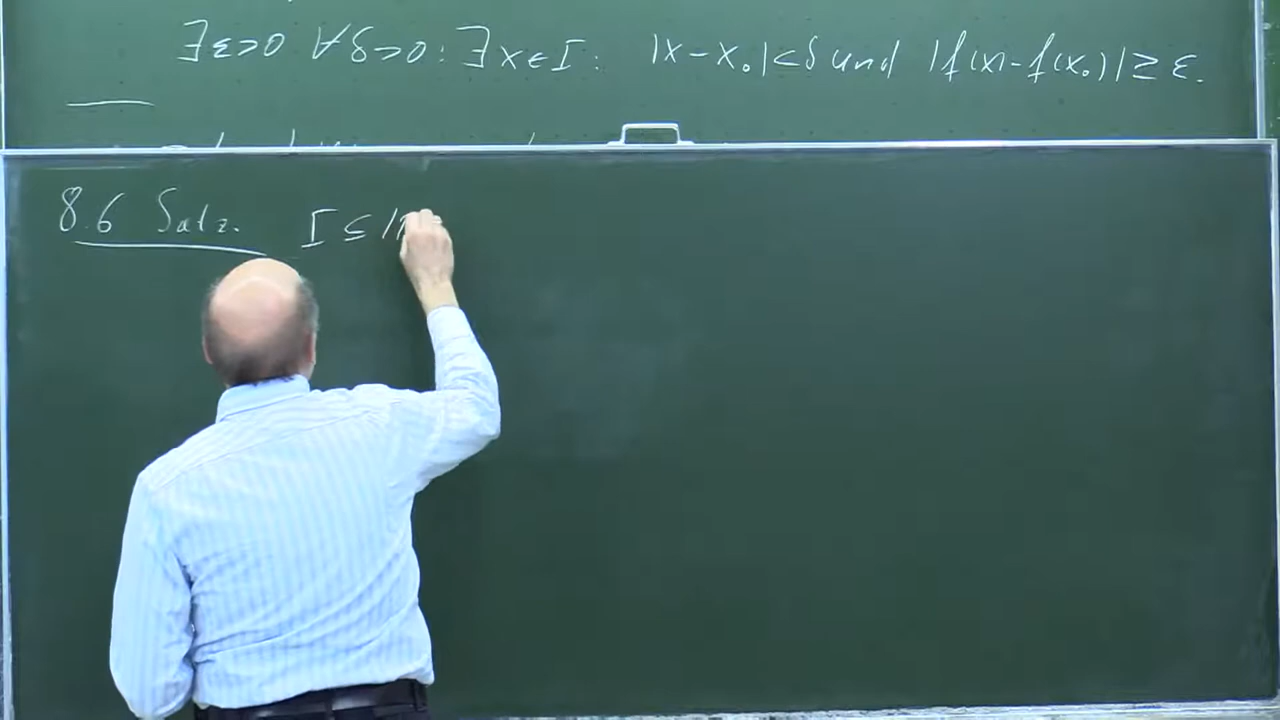 ∃ε>0 ∀δ>0: ∃x∈I: |x-x₀|<δ und |f(x)-f(x₀)|≥ε.
8.6 Satz. I ⊆